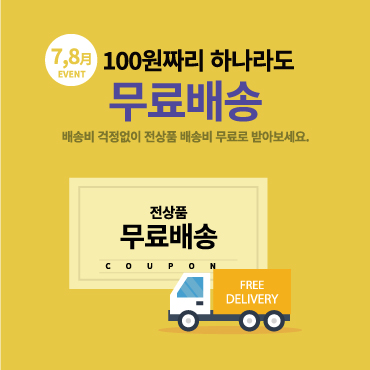 7,8月
EVENT
100원짜리 하나라도
무료배송
배송비 걱정없이 전상품 배송비 무료로 받아보세요.
전상품
무료배송
COUPON
FREE
DELIVERY